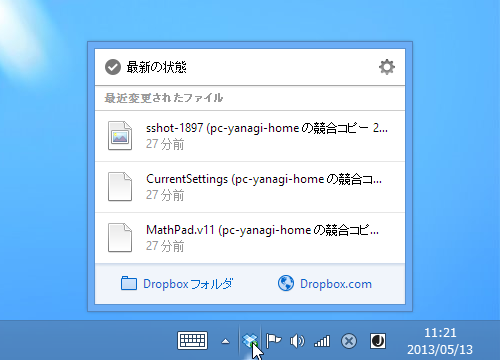 最新の状態
最近変更されたファイル
sshot-1897 (pc-yanagi-home の競合コピー 2...
27 分前
CurrentSettings (pc-yanagi-home の競合コ...
27 分前
MathPad.v11 (pc-yanagi-home の競合コピ...
27 分前
Dropbox フォルダ
Dropbox.com
J
11:21
2013/05/13